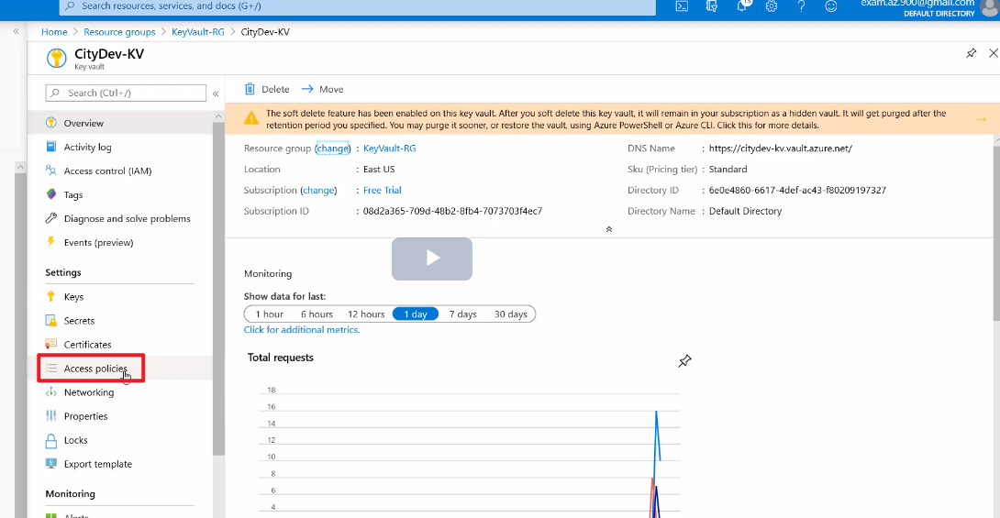 Search resources, services, and docs (G+/)
15
exam.az.900@gmail.com
DEFAULT DIRECTORY
Home > Resource groups > KeyVault-RG > CityDev-KV
CityDev-KV
Key vault
Search (Ctrl+/)
Overview
Activity log
Access control (IAM)
Tags
Diagnose and solve problems
Events (preview)
Settings
Keys
Secrets
Certificates
Access policies
Networking
Properties
Locks
Export template
Monitoring
Alerts
Delete
Move
The soft delete feature has been enabled on this key vault. After you soft delete this key vault, it will remain in your subscription as a hidden vault. It will get purged after the
retention period you specified. You may purge it sooner, or restore the vault, using Azure PowerShell or Azure CLI. Click this for more details.
Resource group (change) : KeyVault-RG
Location : East US
Subscription (change) : Free Trial
Subscription ID : 08d2a365-709d-48b2-8fb4-7073703f4ec7
DNS Name : https://citydev-kv.vault.azure.net/
Sku (Pricing tier) : Standard
Directory ID : 6e0e4860-6617-4def-ac43-f80209197327
Directory Name : Default Directory
Monitoring
Show data for last:
1 hour 6 hours 12 hours 1 day 7 days 30 days
Click for additional metrics.
Total requests
18
16
14
12
10
8
6
4